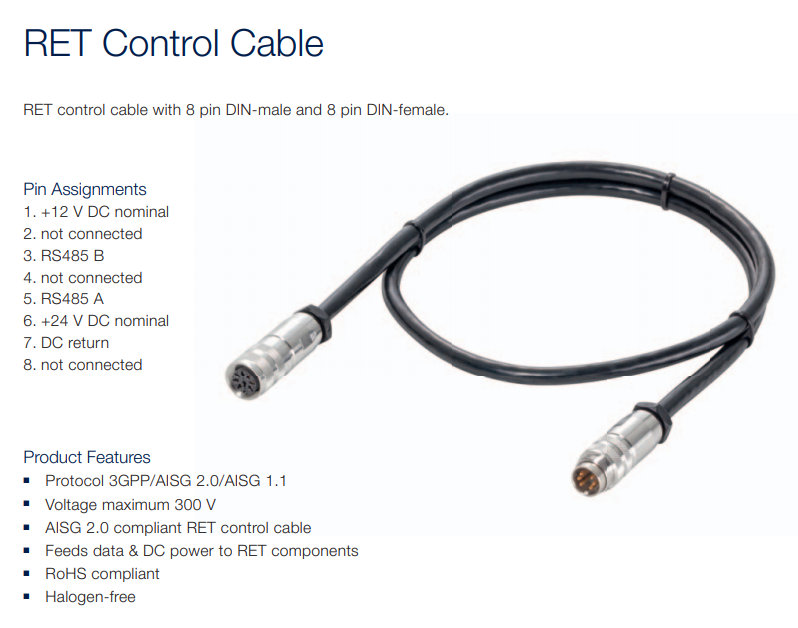 RET Control Cable
RET control cable with 8 pin DIN-male and 8 pin DIN-female.
Pin Assignments
1. +12 V DC nominal
2. not connected
3. RS485 B
4. not connected
5. RS485 A
6. +24 V DC nominal
7. DC return
8. not connected
Product Features
▪ Protocol 3GPP/AISG 2.0/AISG 1.1
▪ Voltage maximum 300 V
▪ AISG 2.0 compliant RET control cable
▪ Feeds data & DC power to RET components
▪ RoHS compliant
▪ Halogen-free